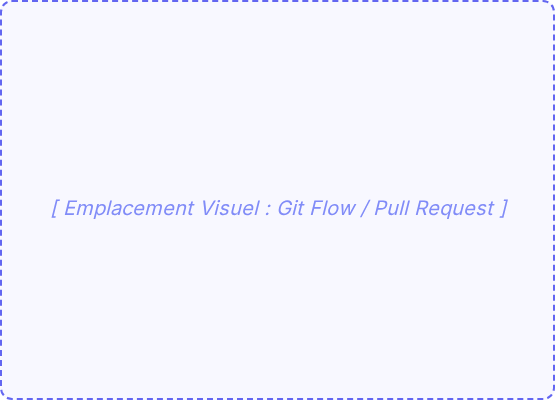 [ Emplacement Visuel : Git Flow / Pull Request ]